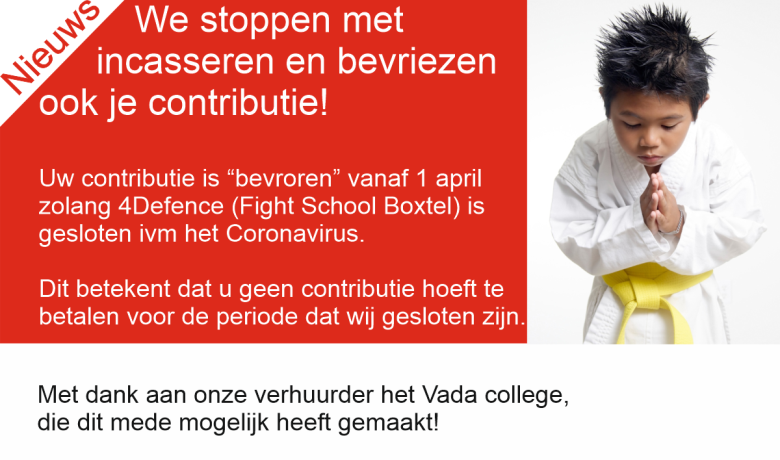 Nieuws
We stoppen met
incasseren en bevriezen
ook je contributie!
Uw contributie is “bevroren” vanaf 1 april
zolang 4Defence (Fight School Boxtel) is
gesloten ivm het Coronavirus.
Dit betekent dat u geen contributie hoeft te
betalen voor de periode dat wij gesloten zijn.
Met dank aan onze verhuurder het Vada college,
die dit mede mogelijk heeft gemaakt!